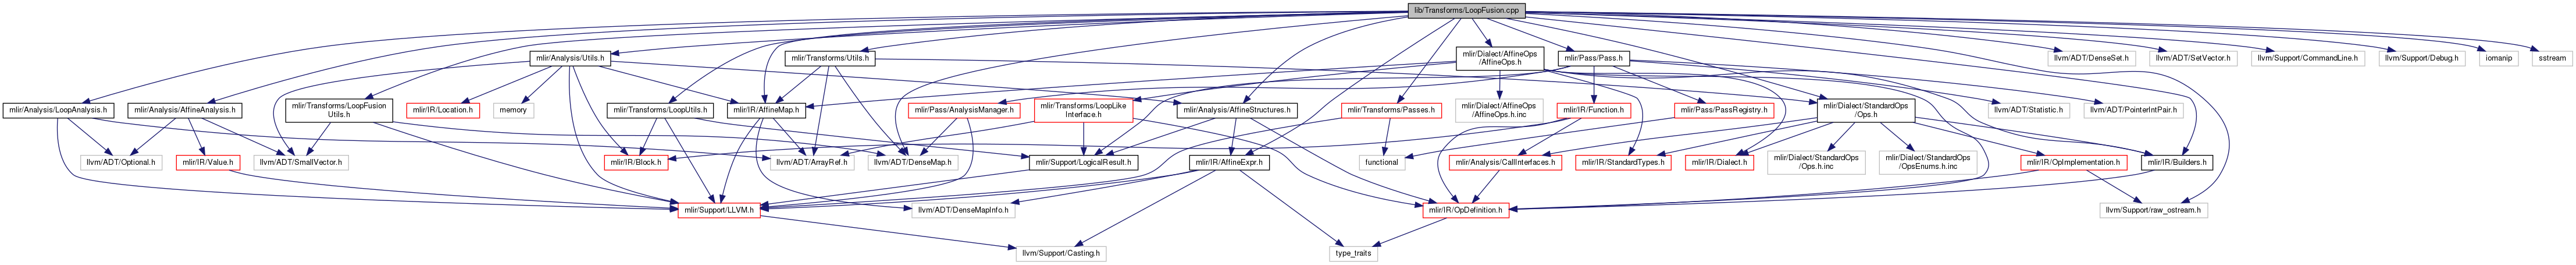 lib/Transforms/LoopFusion.cpp
mlir/Analysis/Utils.h
mlir/Transforms/Utils.h
mlir/Dialect/AffineOps
/AffineOps.h
mlir/Pass/Pass.h
llvm/ADT/DenseSet.h
llvm/ADT/SetVector.h
llvm/Support/CommandLine.h
llvm/Support/Debug.h
iomanip
sstream
mlir/Analysis/LoopAnalysis.h
mlir/Analysis/AffineAnalysis.h
mlir/Transforms/LoopFusion
Utils.h
mlir/IR/Location.h
memory
mlir/Transforms/LoopUtils.h
mlir/IR/AffineMap.h
mlir/Pass/AnalysisManager.h
mlir/Transforms/LoopLike
Interface.h
mlir/Analysis/AffineStructures.h
mlir/Transforms/Passes.h
mlir/Dialect/AffineOps
/AffineOps.h.inc
mlir/IR/Function.h
mlir/Pass/PassRegistry.h
mlir/Dialect/StandardOps
/Ops.h
llvm/ADT/Statistic.h
llvm/ADT/PointerIntPair.h
llvm/ADT/Optional.h
mlir/IR/Value.h
llvm/ADT/SmallVector.h
mlir/IR/Block.h
llvm/ADT/ArrayRef.h
llvm/ADT/DenseMap.h
mlir/Support/LogicalResult.h
mlir/IR/AffineExpr.h
functional
mlir/Analysis/CallInterfaces.h
mlir/IR/StandardTypes.h
mlir/IR/Dialect.h
mlir/Dialect/StandardOps
/Ops.h.inc
mlir/Dialect/StandardOps
/OpsEnums.h.inc
mlir/IR/OpImplementation.h
mlir/IR/Builders.h
mlir/Support/LLVM.h
llvm/ADT/DenseMapInfo.h
mlir/IR/OpDefinition.h
llvm/Support/raw_ostream.h
llvm/Support/Casting.h
type_traits